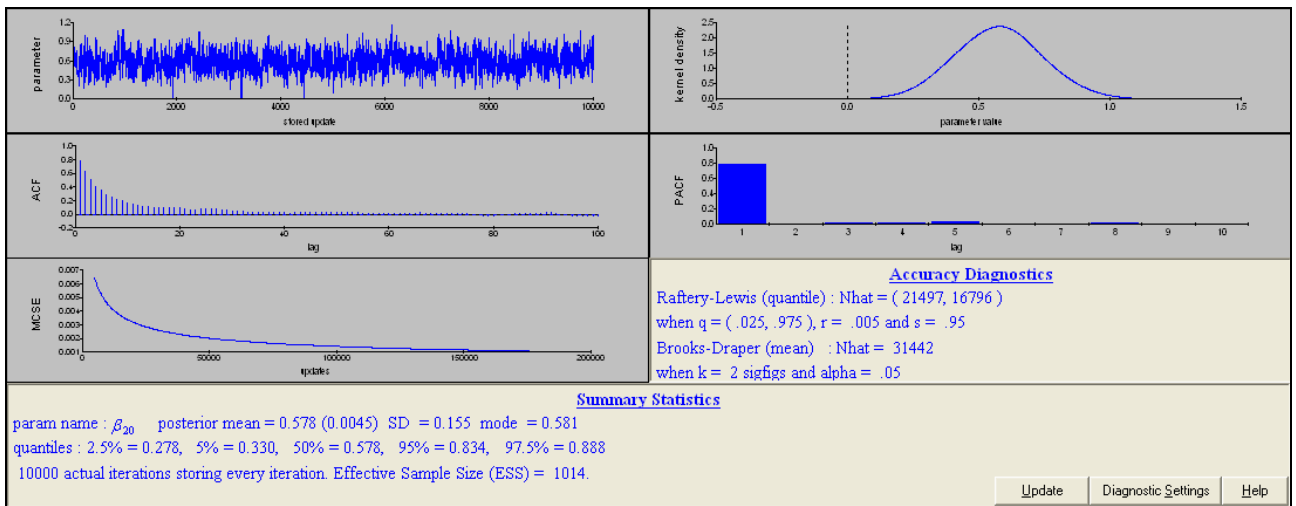 1.2
0.9
0.6
0.3
0.0
parameter
0 2000 4000 6000 8000 10000
stored update
2.5
2.0
1.5
1.0
0.5
0.0
kernel density
-0.5 0.0 0.5 1.0 1.5
parameter value
1.0
0.8
0.6
0.4
0.2
0.0
-0.2
ACF
0 20 40 60 80 100
lag
1.0
0.8
0.6
0.4
0.2
0.0
PACF
1 2 3 4 5 6 7 8 9 10
lag
0.007
0.006
0.005
0.004
0.003
0.002
0.001
MCSE
0 50000 100000 150000 200000
updates
Accuracy Diagnostics
Raftery-Lewis (quantile) : Nhat = ( 21497, 16796 )
when q = ( .025, .975 ), r = .005 and s = .95
Brooks-Draper (mean) : Nhat = 31442
when k = 2 sigfigs and alpha = .05
Summary Statistics
param name : β20 posterior mean = 0.578 (0.0045) SD = 0.155 mode = 0.581
quantiles : 2.5% = 0.278, 5% = 0.330, 50% = 0.578, 95% = 0.834, 97.5% = 0.888
10000 actual iterations storing every iteration. Effective Sample Size (ESS) = 1014.
Update Diagnostic Settings Help